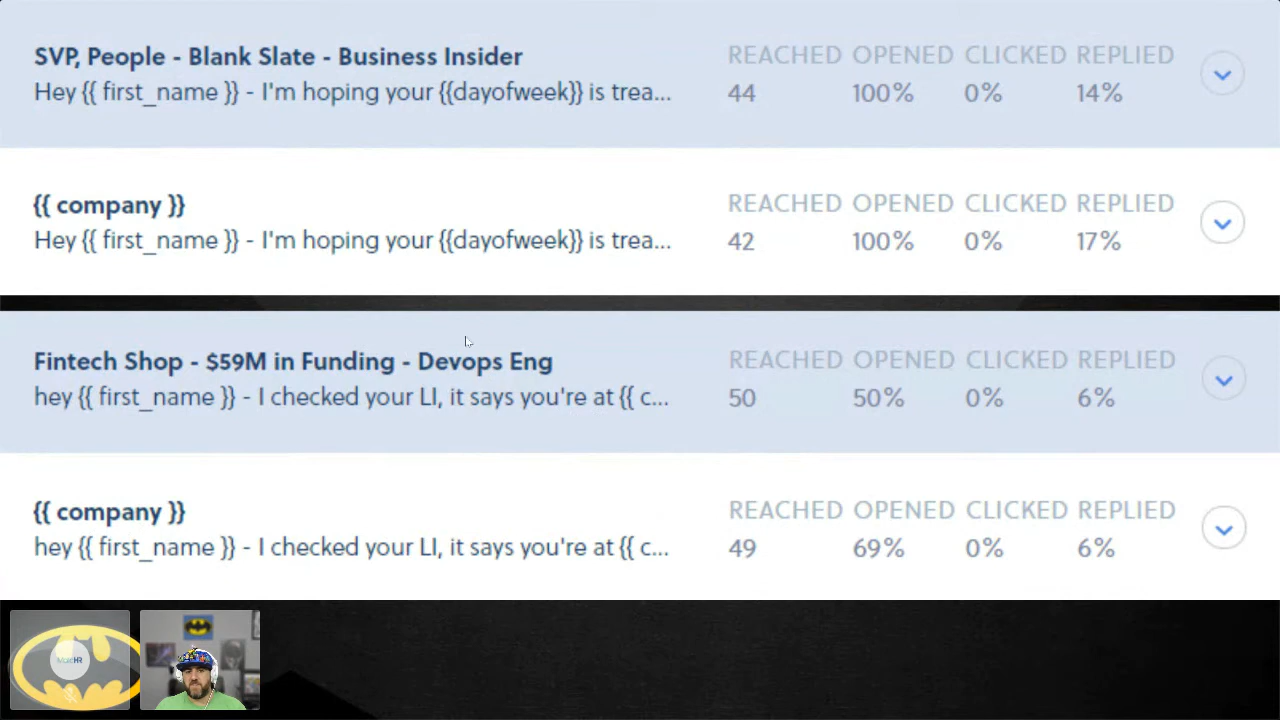 SVP, People - Blank Slate - Business Insider
Hey {{ first_name }} - I'm hoping your {{dayofweek}} is trea...
REACHED OPENED CLICKED REPLIED
44 100% 0% 14%
{{ company }}
Hey {{ first_name }} - I'm hoping your {{dayofweek}} is trea...
REACHED OPENED CLICKED REPLIED
42 100% 0% 17%
Fintech Shop - $59M in Funding - Devops Eng
hey {{ first_name }} - I checked your LI, it says you're at {{ c...
REACHED OPENED CLICKED REPLIED
50 50% 0% 6%
{{ company }}
hey {{ first_name }} - I checked your LI, it says you're at {{ c...
REACHED OPENED CLICKED REPLIED
49 69% 0% 6%